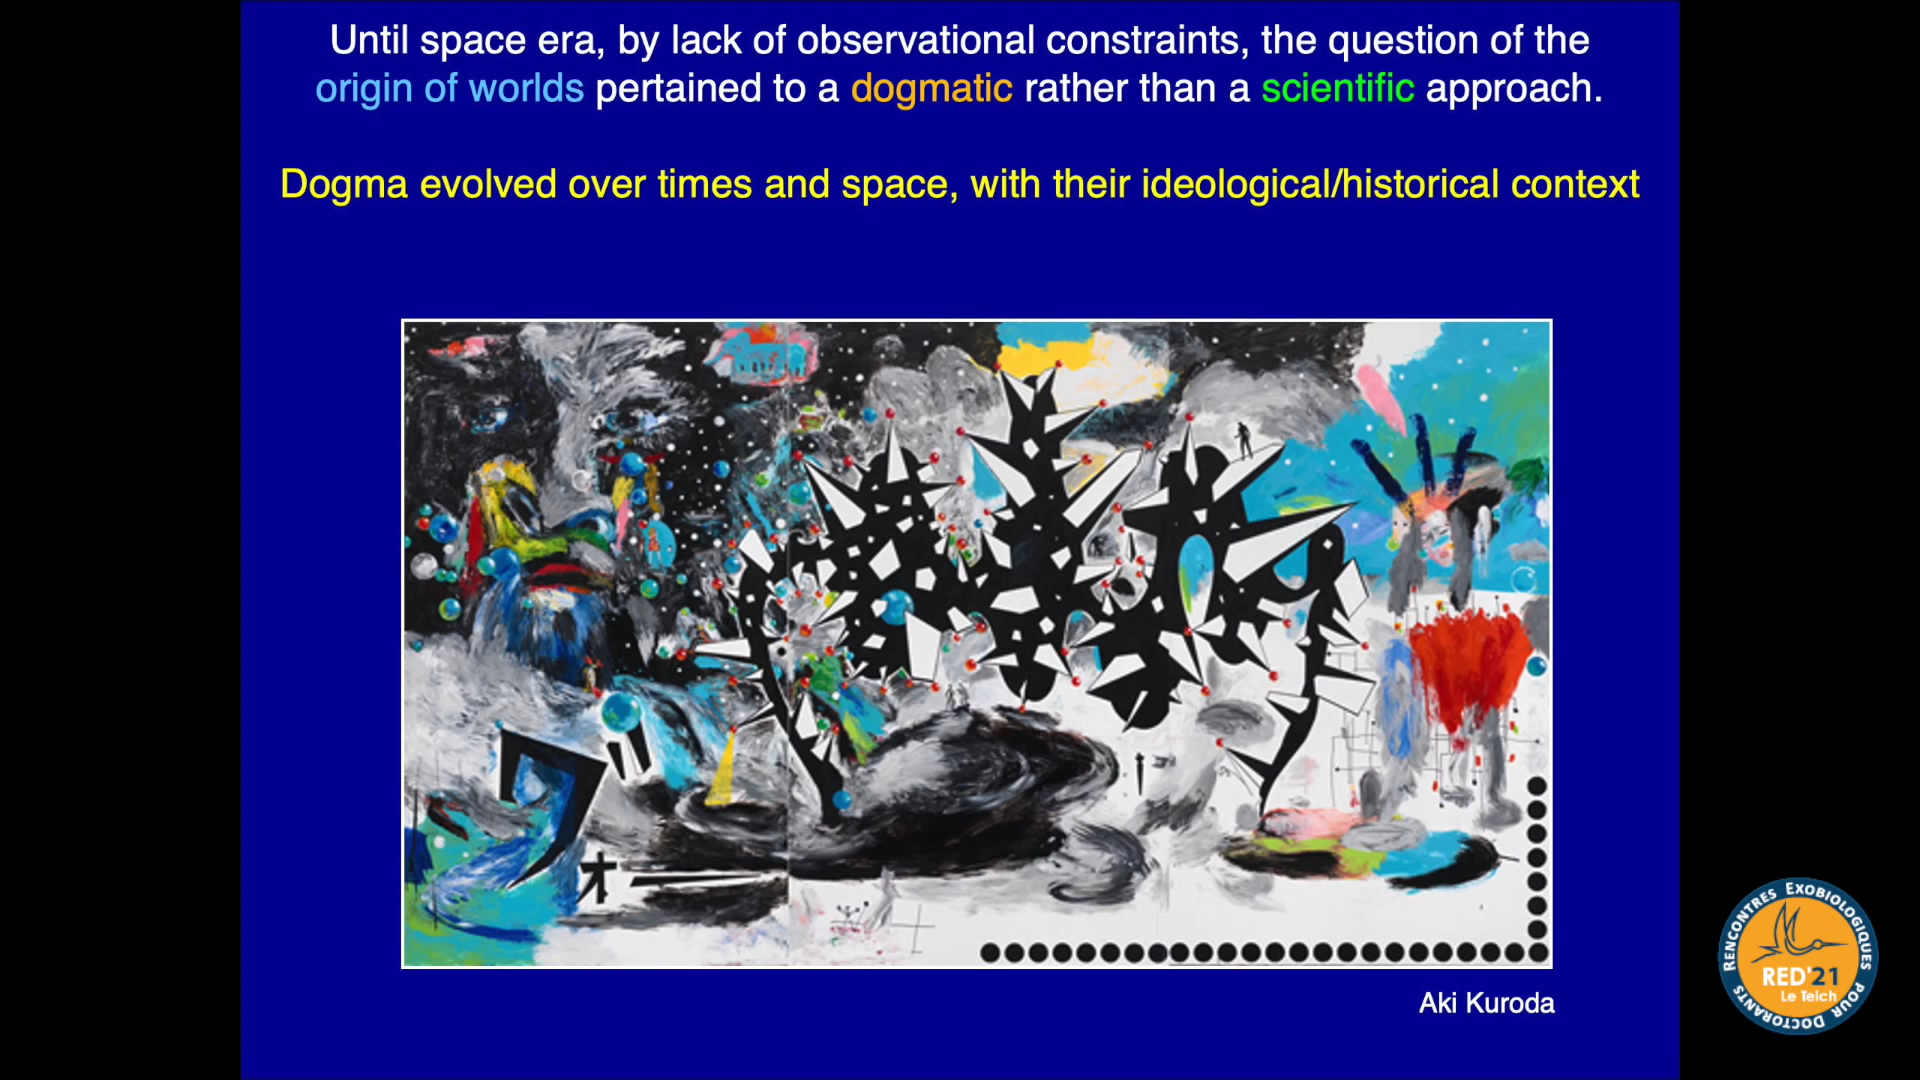 Until space era, by lack of observational constraints, the question of the
origin of worlds pertained to a dogmatic rather than a scientific approach.
Dogma evolved over times and space, with their ideological/historical context
Aki Kuroda
RENCONTRES EXOBIOLOGIQUES POUR DOCTORANTS
RED'21
Le Teich